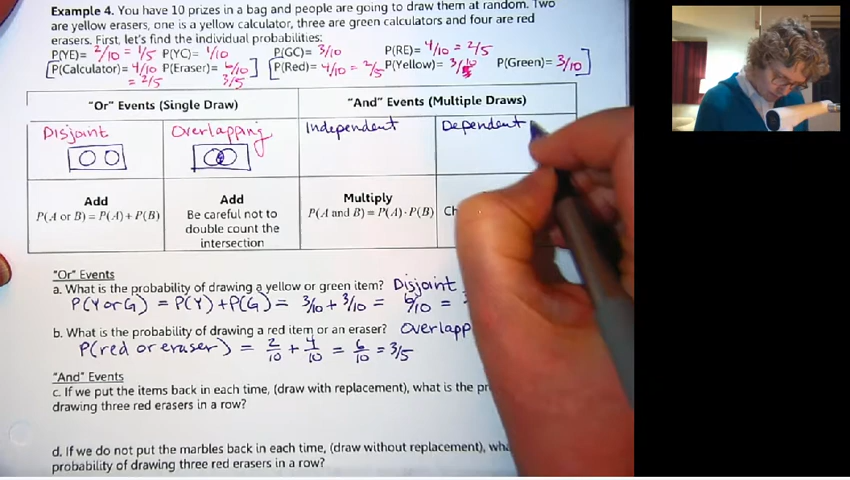 Example 4. You have 10 prizes in a bag and people are going to draw them at random. Two
are yellow erasers, one is a yellow calculator, three are green calculators and four are red
erasers. First, let's find the individual probabilities:
P(YE)= 2/10 = 1/5 P(YC)= 1/10 P(GC)= 3/10 P(RE)= 4/10 = 2/5
[P(Calculator)= 4/10 P(Eraser)= 6/10 ] [P(Red)= 4/10 = 2/5 P(Yellow)= 3/10 P(Green)= 3/10 ]
= 2/5 3/5
"Or" Events (Single Draw) "And" Events (Multiple Draws)
Disjoint Overlapping Independent Dependent
Add Add Multiply
P(A or B) = P(A) + P(B) Be careful not to P(A and B) = P(A) · P(B)
double count the
intersection
"Or" Events
a. What is the probability of drawing a yellow or green item? Disjoint
P(Y or G) = P(Y) + P(G) = 3/10 + 3/10 = 6/10 =
b. What is the probability of drawing a red item or an eraser?
P(red or eraser) = 2/10 + 4/10 = 6/10 = 3/5
"And" Events
c. If we put the items back in each time, (draw with replacement), what is the
drawing three red erasers in a row?
d. If we do not put the marbles back in each time, (draw without replacement),
probability of drawing three red erasers in a row?